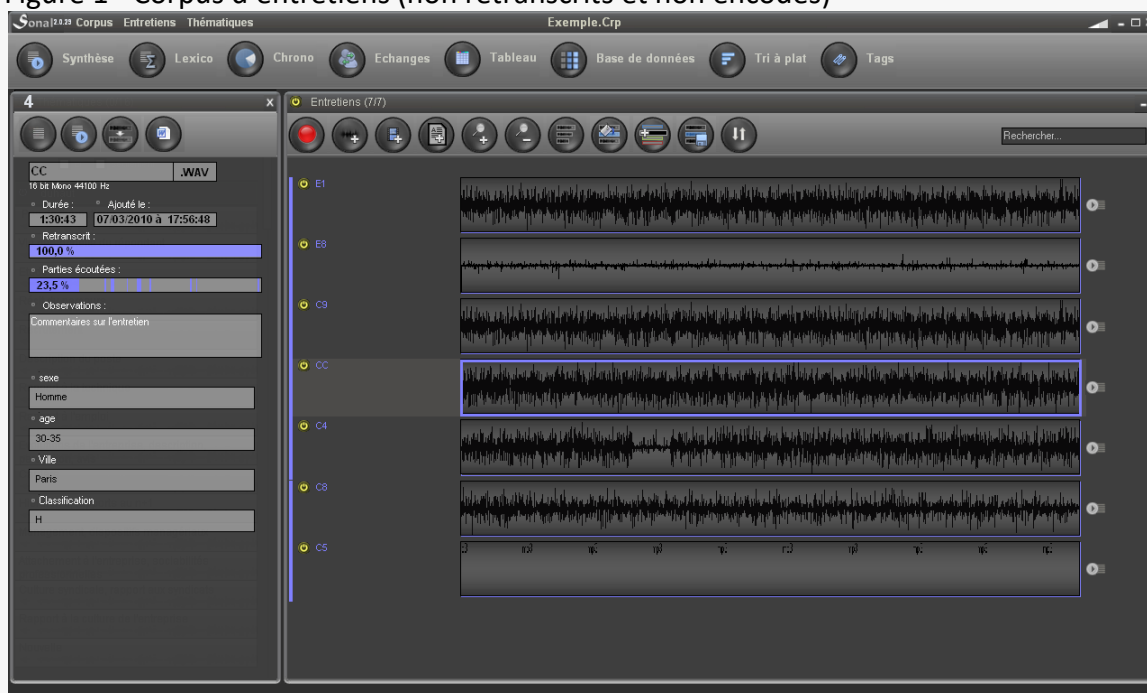 Figure 1 - Corpus d'entretiens (non retranscrits et non encodés)
Sonal 2.0.29 Corpus Entretiens Thématiques
Exemple.Crp
Synthèse Lexico Chrono Echanges Tableau Base de données Tri à plat Tags
4 x
Entretiens (7/7)
Rechercher...
CC .WAV
16 bit Mono 44100 Hz
Durée : Ajouté le :
1:30:43 07/03/2010 à 17:56:48
Retranscrit :
100,0 %
Parties écoutées :
23,5 %
Observations :
Commentaires sur l'entretien
sexe
Homme
age
30-35
Ville
Paris
Classification
H
E1
E8
C9
CC
C4
C8
C5